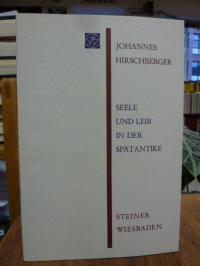 JOHANNES
HIRSCHBERGER
SEELE
UND LEIB
IN DER
SPÄTANTIKE
STEINER
WIESBADEN